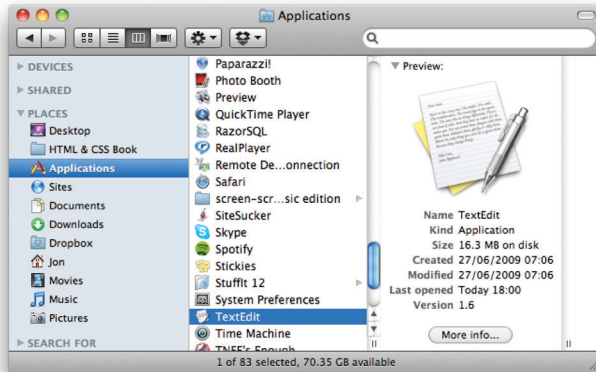 Applications
DEVICES
SHARED
PLACES
Desktop
HTML & CSS Book
Applications
Sites
Documents
Downloads
Dropbox
Jon
Movies
Music
Pictures
SEARCH FOR
Paparazzi!
Photo Booth
Preview
QuickTime Player
RazorSQL
RealPlayer
Remote De...onnection
Safari
screen-scr...sic edition
SiteSucker
Skype
Spotify
Stickies
StuffIt 12
System Preferences
TextEdit
Time Machine
TNEF's Enough
Preview:
Name TextEdit
Kind Application
Size 16.3 MB on disk
Created 27/06/2009 07:06
Modified 27/06/2009 07:06
Last opened Today 18:00
Version 1.6
More info...
1 of 83 selected, 70.35 GB available